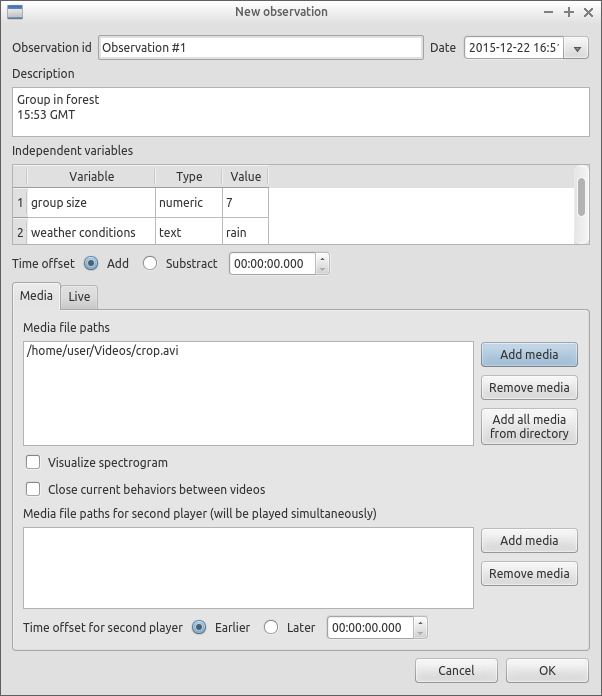 New observation
Observation id Observation #1 Date 2015-12-22 16:5
Description
Group in forest
15:53 GMT
Independent variables
Variable Type Value
1 group size numeric 7
2 weather conditions text rain
Time offset Add Substract 00:00:00.000
Media Live
Media file paths
/home/user/Videos/crop.avi
Add media
Remove media
Add all media
from directory
Visualize spectrogram
Close current behaviors between videos
Media file paths for second player (will be played simultaneously)
Add media
Remove media
Time offset for second player Earlier Later 00:00:00.000
Cancel OK